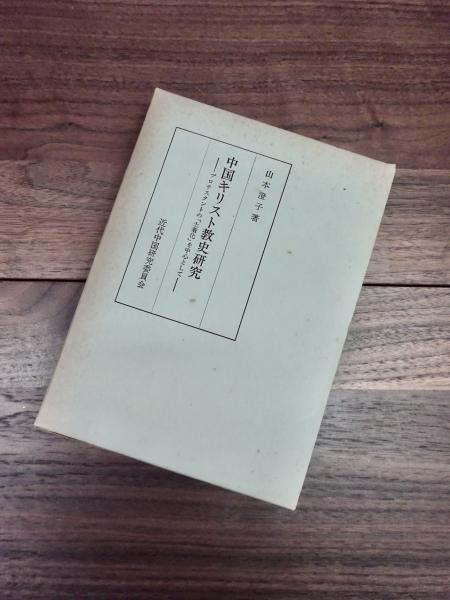 山本澄子著
中国キリスト教史研究
──プロテスタントの「土着化」を中心として──
近代中国研究委員会